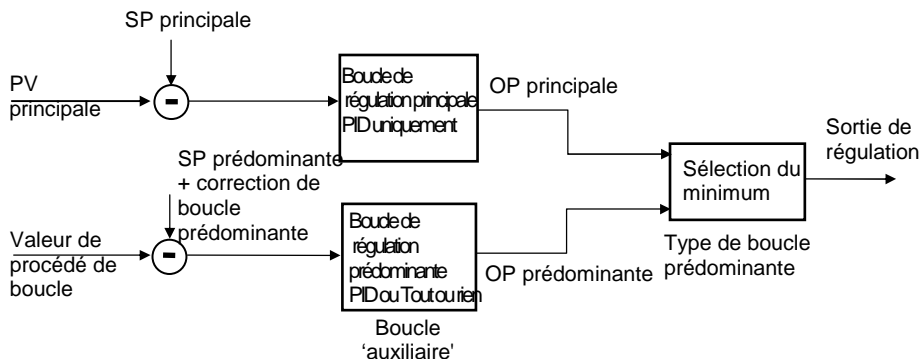 SP principale
PV
principale
-
Boucle de
régulation principale
PID uniquement
OP principale
SP prédominante
+ correction de
boucle
prédominante
Valeur de
procédé de
boucle
-
Boucle de
régulation
prédominante
PID ou Tout ou rien
OP prédominante
Boucle
‘auxiliaire'
Sélection du
minimum
Type de boucle
prédominante
Sortie de
régulation